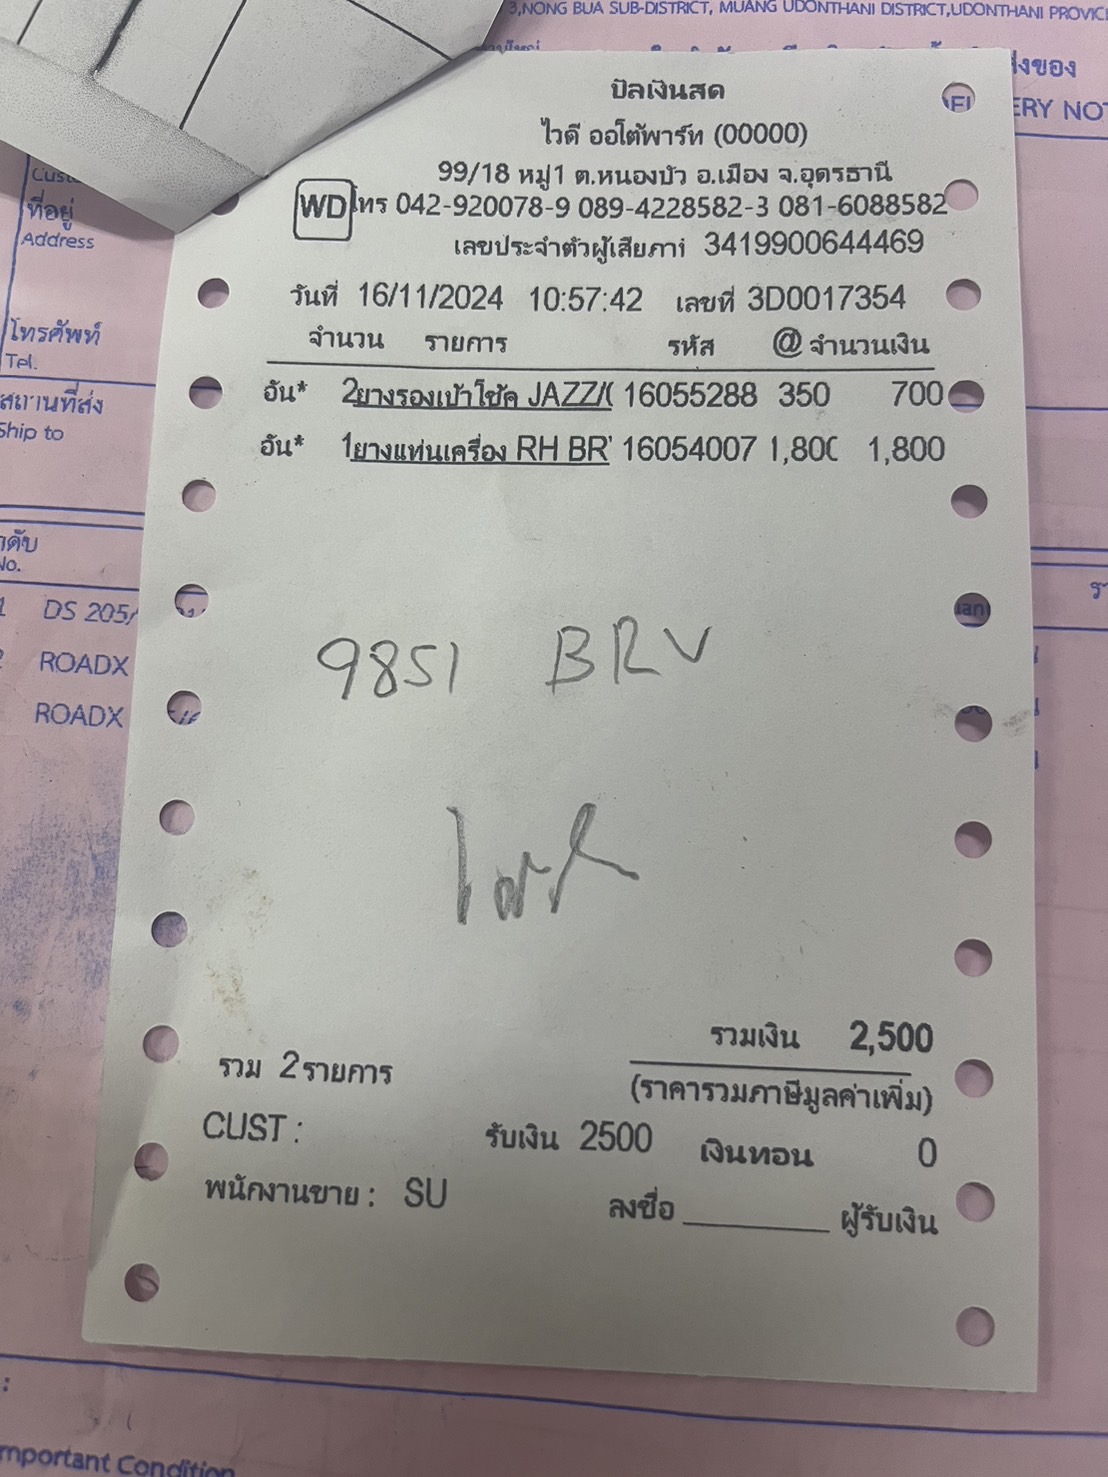 3,NONG BUA SUB-DISTRICT, MUANG UDONTHANI DISTRICT,UDONTHANI
ERY
บิลเงินสด
ไวดี ออโต้พาร์ท (00000)
99/18 หมู่1 ต.หนองบัว อ.เมือง จ.อุดรธานี
WD โทร 042-920078-9 089-4228582-3 081-6088582
เลขประจำตัวผู้เสียภาษี 3419900644469
วันที่ 16/11/2024 10:57:42 เลขที่ 3D0017354
จำนวน รายการ รหัส @ จำนวนเงิน
อัน* 2ยางรองเบ้าโช้ค JAZZ/( 16055288 350 700
อัน* 1ยางแท่นเครื่อง RH BR' 16054007 1,800 1,800
9851 BRV
รวมเงิน 2,500
รวม 2รายการ
(ราคารวมภาษีมูลค่าเพิ่ม)
CUST :
รับเงิน 2500 เงินทอน 0
พนักงานขาย : SU
ลงชื่อ ________ ผู้รับเงิน
ที่อยู่
Address
โทรศัพท์
Tel.
สถานที่ส่ง
Ship to
No.
DS 205/
ROADX
ROADX
Important Condition